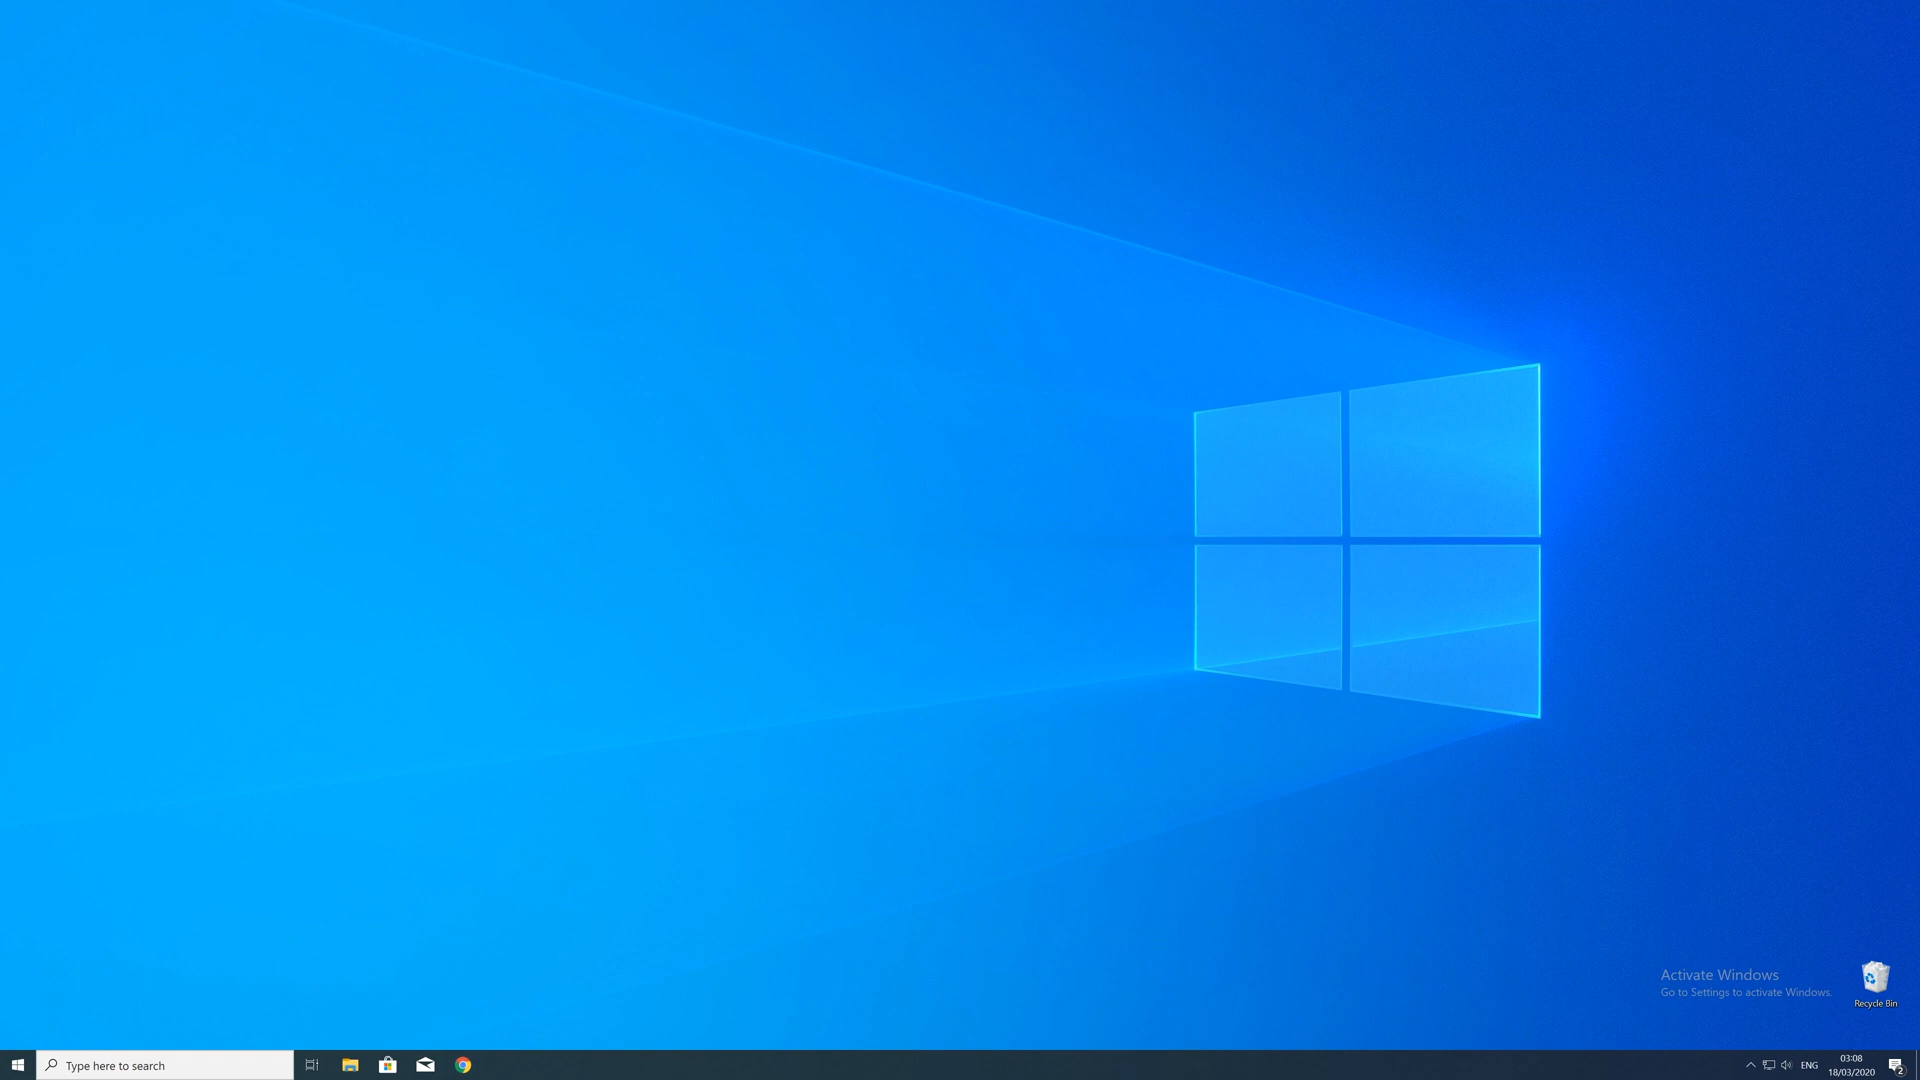 Activate Windows
Go to Settings to activate Windows.
Recycle Bin
Type here to search
ENG
03:08
18/03/2020
2